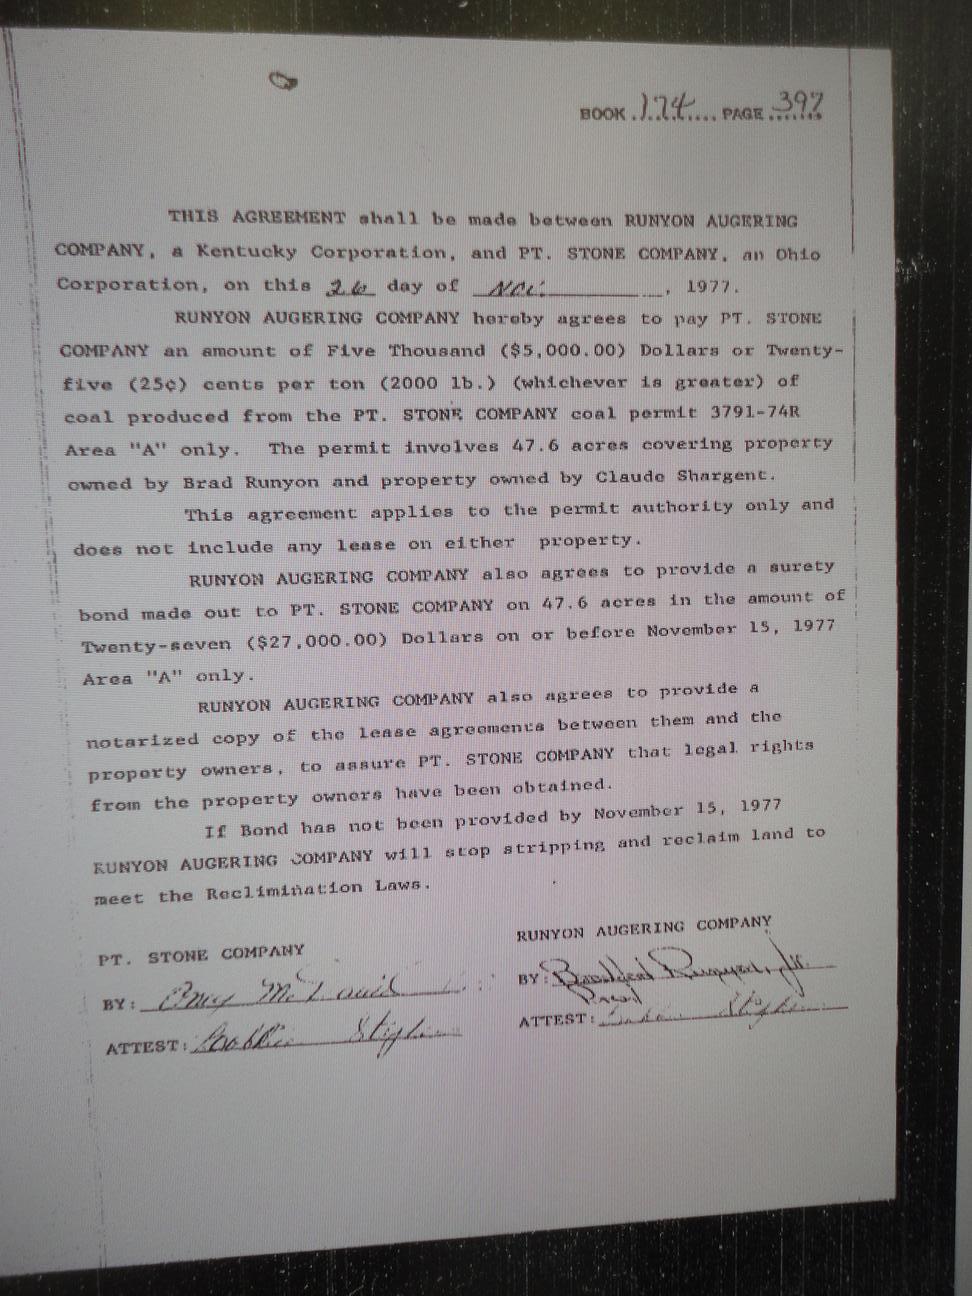 BOOK 174 PAGE 397
THIS AGREEMENT shall be made between RUNYON AUGERING
COMPANY, a Kentucky Corporation, and PT. STONE COMPANY, an Ohio
Corporation, on this 26 day of Nov. , 1977.
RUNYON AUGERING COMPANY hereby agrees to pay PT. STONE
COMPANY an amount of Five Thousand ($5,000.00) Dollars or Twenty-
five (25¢) cents per ton (2000 lb.) (whichever is greater) of
coal produced from the PT. STONE COMPANY coal permit 3791-74R
Area "A" only. The permit involves 47.6 acres covering property
owned by Brad Runyon and property owned by Claude Shargent.
This agreement applies to the permit authority only and
does not include any lease on either property.
RUNYON AUGERING COMPANY also agrees to provide a surety
bond made out to PT. STONE COMPANY on 47.6 acres in the amount of
Twenty-seven ($27,000.00) Dollars on or before November 15, 1977
Area "A" only.
RUNYON AUGERING COMPANY also agrees to provide a
notarized copy of the lease agreements between them and the
property owners, to assure PT. STONE COMPANY that legal rights
from the property owners have been obtained.
If Bond has not been provided by November 15, 1977
RUNYON AUGERING COMPANY will stop stripping and reclaim land to
meet the Reclimination Laws.
PT. STONE COMPANY
BY:
ATTEST:
RUNYON AUGERING COMPANY
BY: Runyon, Jr.
Pres
ATTEST: